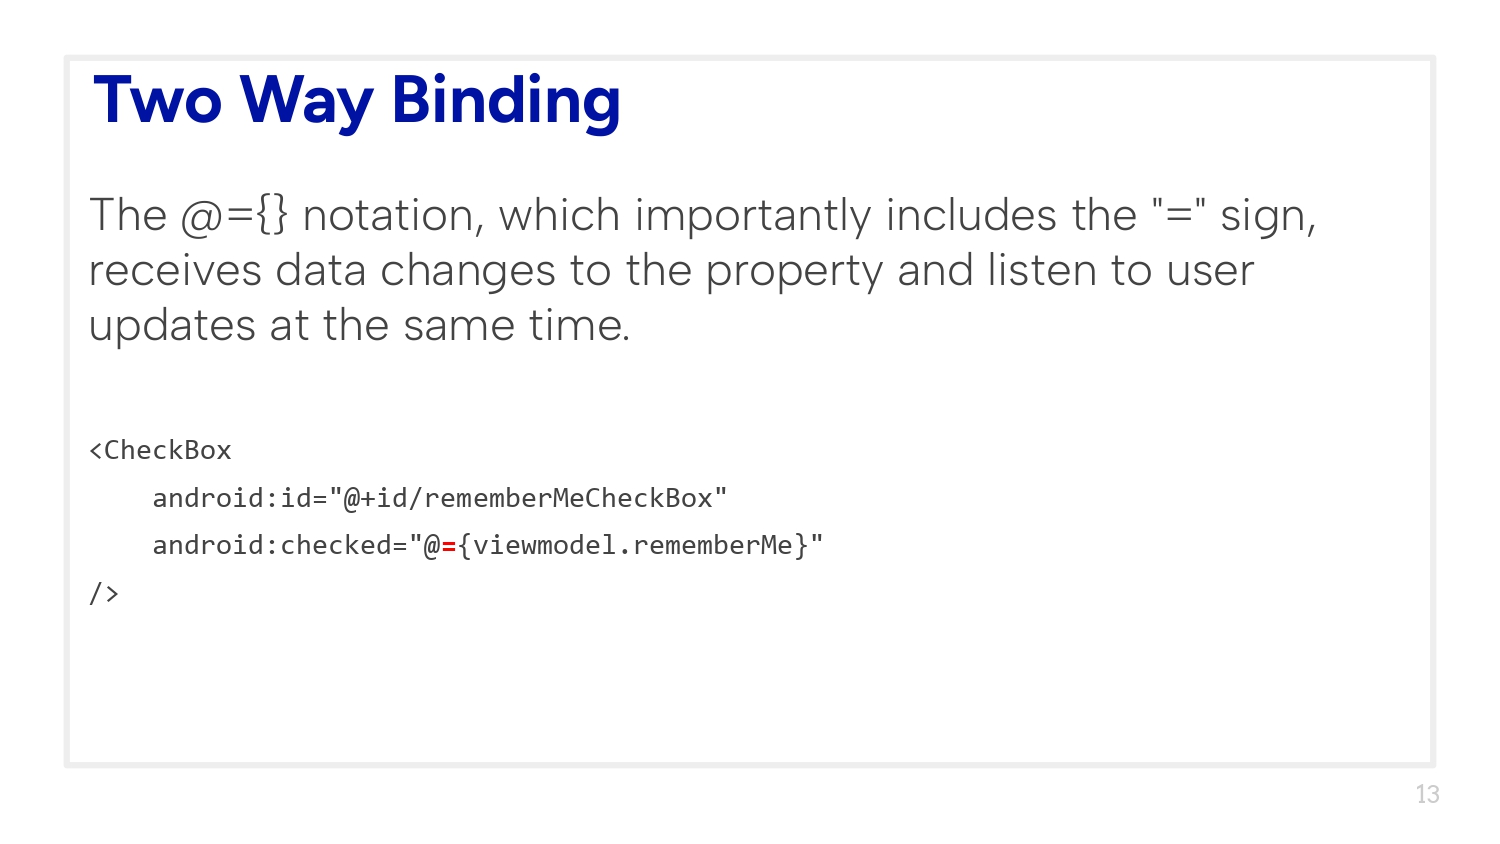 Two Way Binding
The @={} notation, which importantly includes the "=" sign,
receives data changes to the property and listen to user
updates at the same time.
<CheckBox
    android:id="@+id/rememberMeCheckBox"
    android:checked="@={viewmodel.rememberMe}"
/>
13